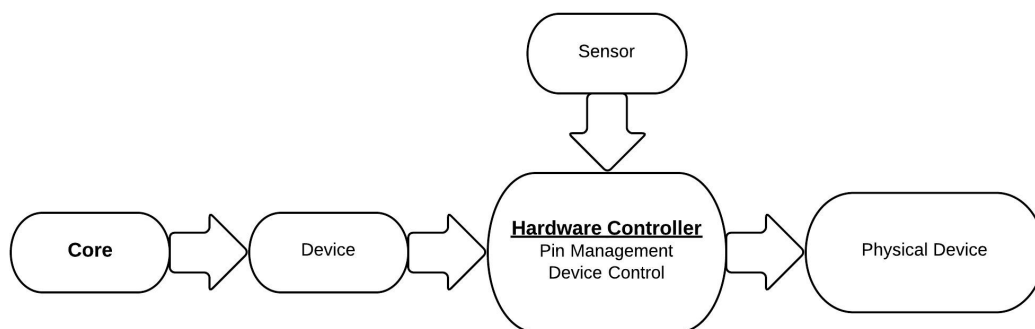 Sensor
Core
Device
Hardware Controller
Pin Management
Device Control
Physical Device